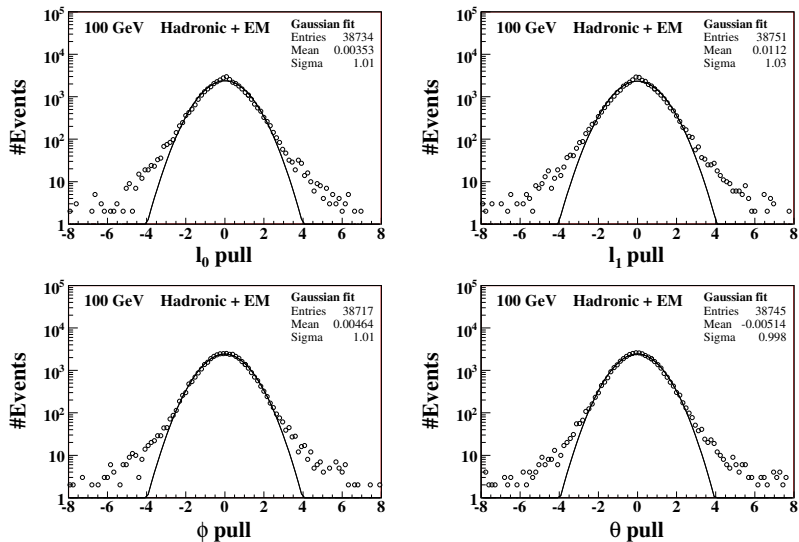 100 GeV Hadronic + EM
Gaussian fit
Entries 38734
Mean 0.00353
Sigma 1.01
#Events
10^5
10^4
10^3
10^2
10
1
-8 -6 -4 -2 0 2 4 6 8
l_0 pull
100 GeV Hadronic + EM
Gaussian fit
Entries 38751
Mean 0.0112
Sigma 1.03
#Events
10^5
10^4
10^3
10^2
10
1
-8 -6 -4 -2 0 2 4 6 8
l_1 pull
100 GeV Hadronic + EM
Gaussian fit
Entries 38717
Mean 0.00464
Sigma 1.01
#Events
10^5
10^4
10^3
10^2
10
1
-8 -6 -4 -2 0 2 4 6 8
ϕ pull
100 GeV Hadronic + EM
Gaussian fit
Entries 38745
Mean -0.00514
Sigma 0.998
#Events
10^5
10^4
10^3
10^2
10
1
-8 -6 -4 -2 0 2 4 6 8
θ pull